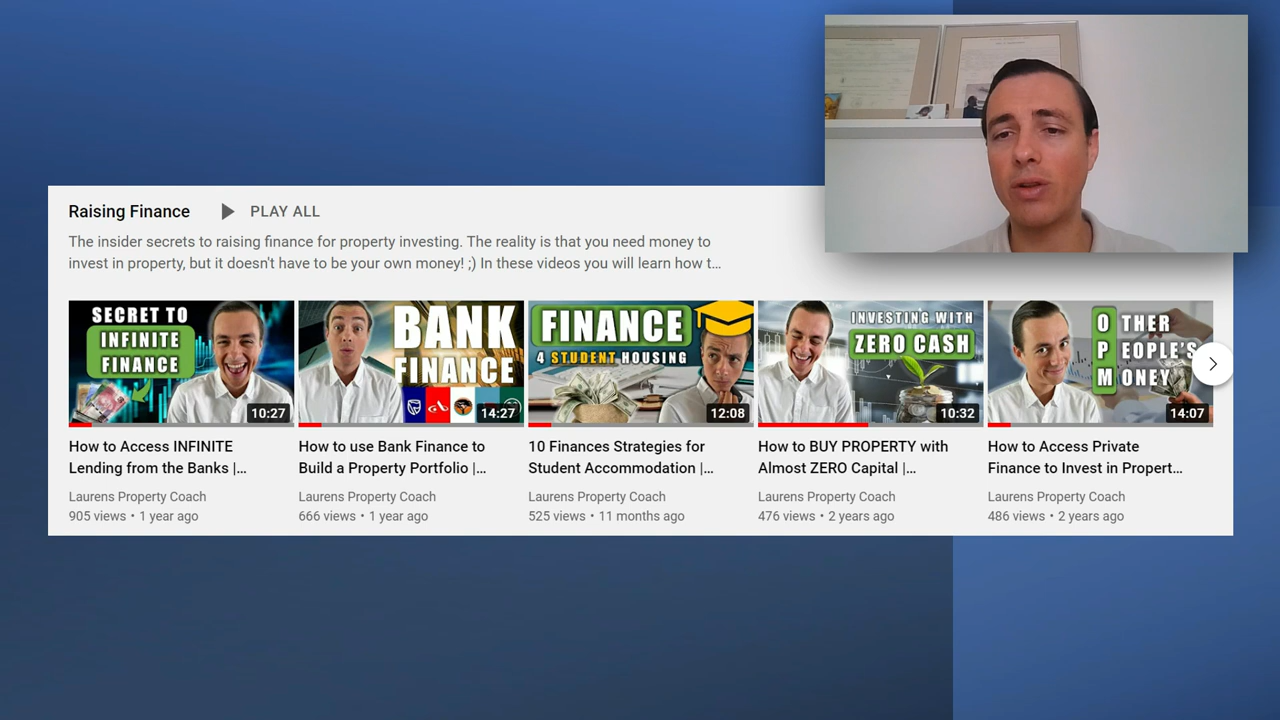 Raising Finance
PLAY ALL
The insider secrets to raising finance for property investing. The reality is that you need money to
invest in property, but it doesn't have to be your own money! ;) In these videos you will learn how t…
SECRET TO
INFINITE
FINANCE
10:27
BANK
FINANCE
14:27
FINANCE
4 STUDENT HOUSING
12:08
INVESTING WITH
ZERO CASH
10:32
OTHER
PEOPLE'S
MONEY
14:07
How to Access INFINITE
Lending from the Banks |…
Laurens Property Coach
905 views • 1 year ago
How to use Bank Finance to
Build a Property Portfolio |…
Laurens Property Coach
666 views • 1 year ago
10 Finances Strategies for
Student Accommodation |…
Laurens Property Coach
525 views • 11 months ago
How to BUY PROPERTY with
Almost ZERO Capital |…
Laurens Property Coach
476 views • 2 years ago
How to Access Private
Finance to Invest in Propert…
Laurens Property Coach
486 views • 2 years ago